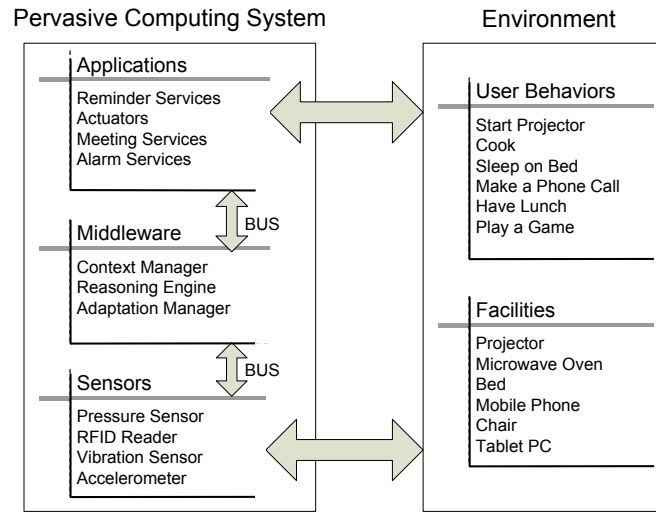 Pervasive Computing System
Applications
Reminder Services
Actuators
Meeting Services
Alarm Services
BUS
Middleware
Context Manager
Reasoning Engine
Adaptation Manager
BUS
Sensors
Pressure Sensor
RFID Reader
Vibration Sensor
Accelerometer
Environment
User Behaviors
Start Projector
Cook
Sleep on Bed
Make a Phone Call
Have Lunch
Play a Game
Facilities
Projector
Microwave Oven
Bed
Mobile Phone
Chair
Tablet PC